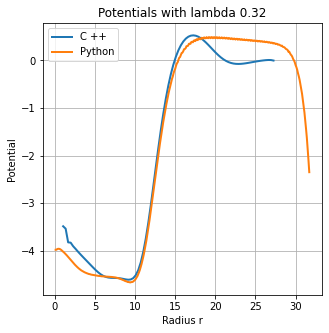 Potentials with lambda 0.32
C ++
Python
Potential
0
−1
−2
−3
−4
0 5 10 15 20 25 30
Radius r